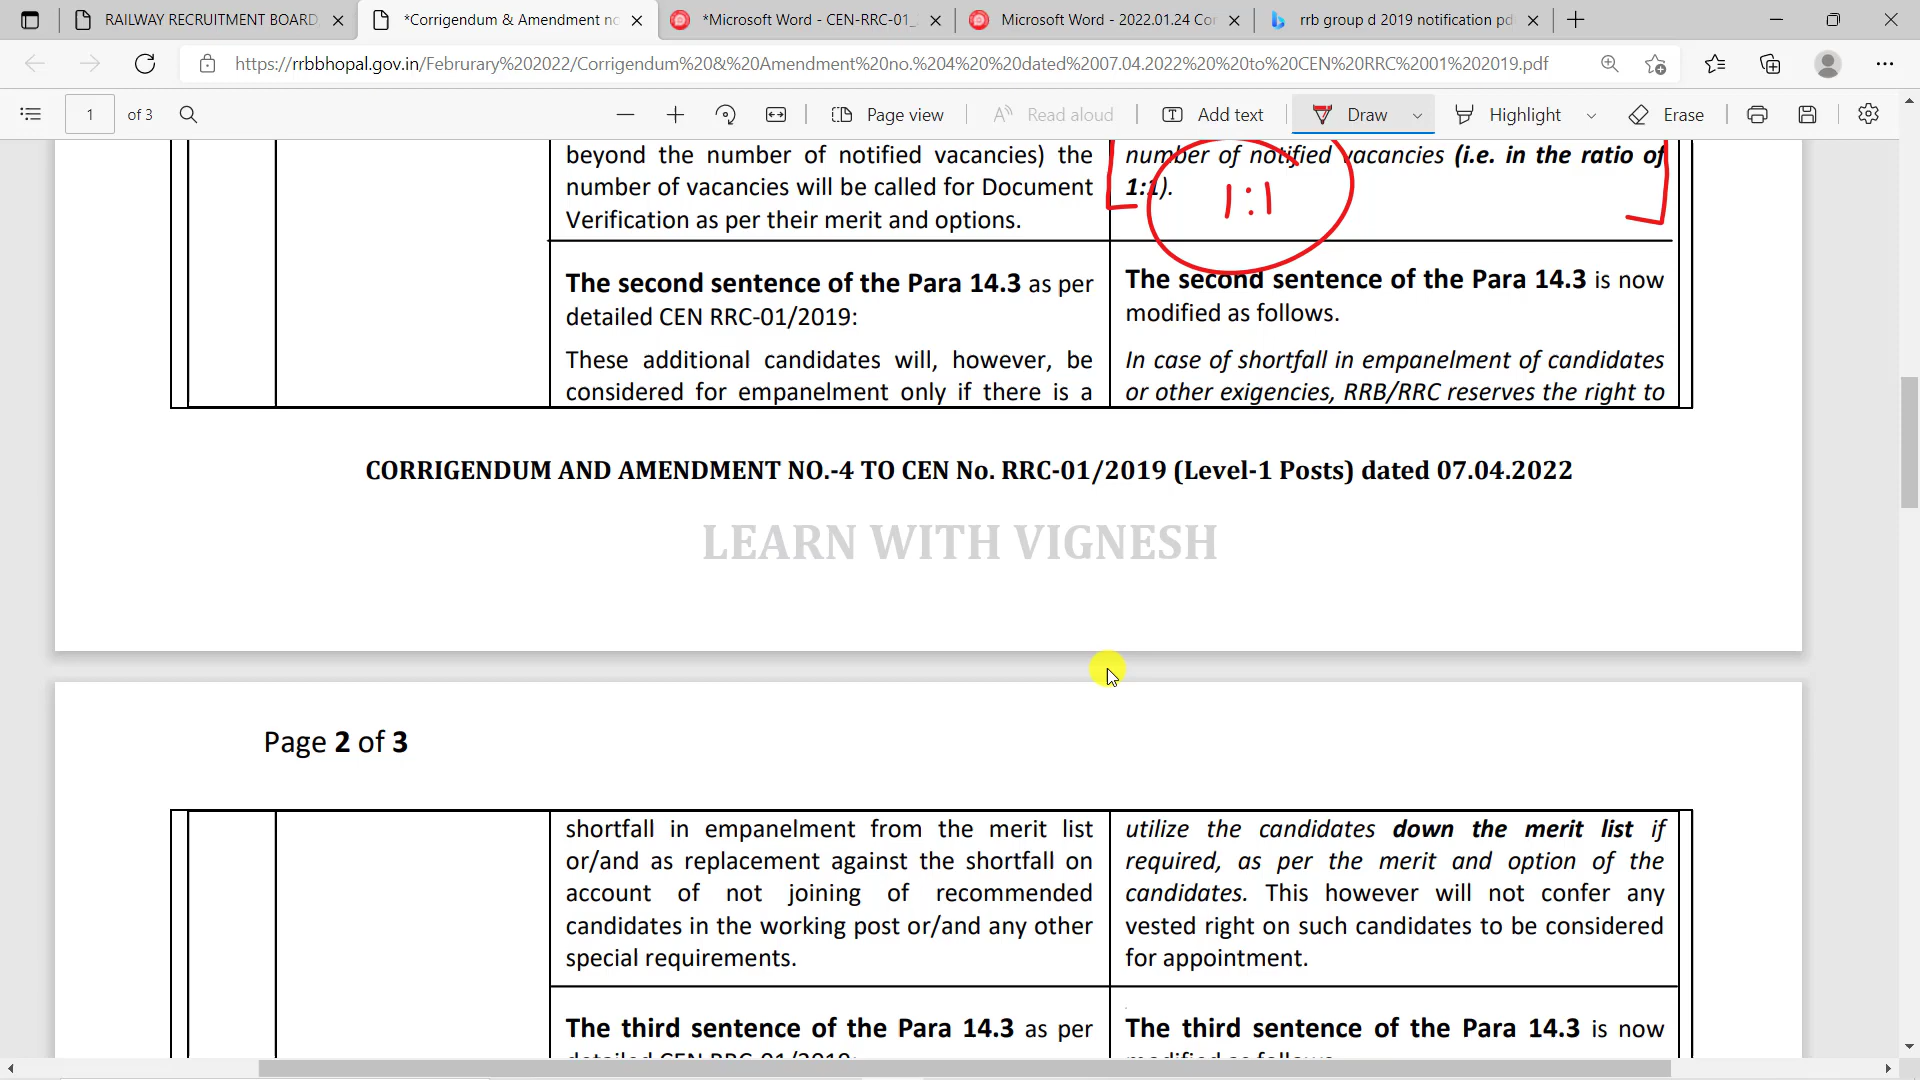 RAILWAY RECRUITMENT BOARD
*Corrigendum & Amendment no
*Microsoft Word - CEN-RRC-01_
Microsoft Word - 2022.01.24 Cor
rrb group d 2019 notification pd
https://rrbbhopal.gov.in/Februrary%202022/Corrigendum%20&%20Amendment%20no.%204%20%20dated%2007.04.2022%20%20to%20CEN%20RRC%2001%202019.pdf
1 of 3
Page view
Read aloud
Add text
Draw
Highlight
Erase
beyond the number of notified vacancies) the
number of vacancies will be called for Document
Verification as per their merit and options.
number of notified vacancies (i.e. in the ratio of
1:1).
1:1
The second sentence of the Para 14.3 as per
detailed CEN RRC-01/2019:
These additional candidates will, however, be
considered for empanelment only if there is a
The second sentence of the Para 14.3 is now
modified as follows.
In case of shortfall in empanelment of candidates
or other exigencies, RRB/RRC reserves the right to
CORRIGENDUM AND AMENDMENT NO.-4 TO CEN No. RRC-01/2019 (Level-1 Posts) dated 07.04.2022
LEARN WITH VIGNESH
Page 2 of 3
shortfall in empanelment from the merit list
or/and as replacement against the shortfall on
account of not joining of recommended
candidates in the working post or/and any other
special requirements.
utilize the candidates down the merit list if
required, as per the merit and option of the
candidates. This however will not confer any
vested right on such candidates to be considered
for appointment.
The third sentence of the Para 14.3 as per
detailed CEN RRC-01/2019:
The third sentence of the Para 14.3 is now
modified as follows.